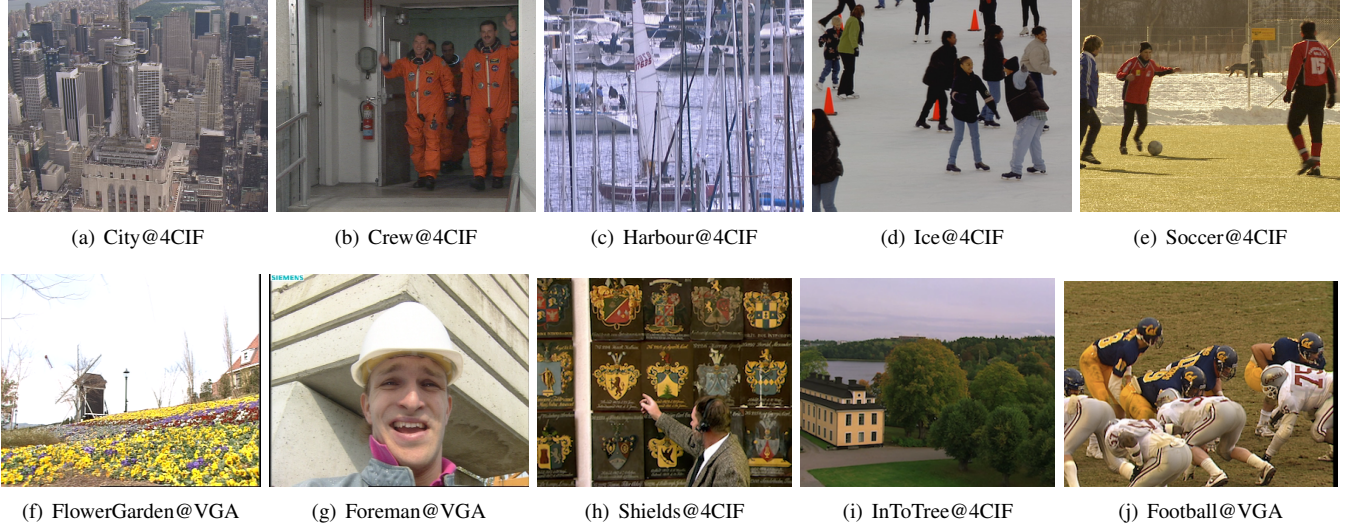 (a) City@4CIF
(b) Crew@4CIF
(c) Harbour@4CIF
(d) Ice@4CIF
(e) Soccer@4CIF
SIEMENS
75
(f) FlowerGarden@VGA
(g) Foreman@VGA
(h) Shields@4CIF
(i) InToTree@4CIF
(j) Football@VGA